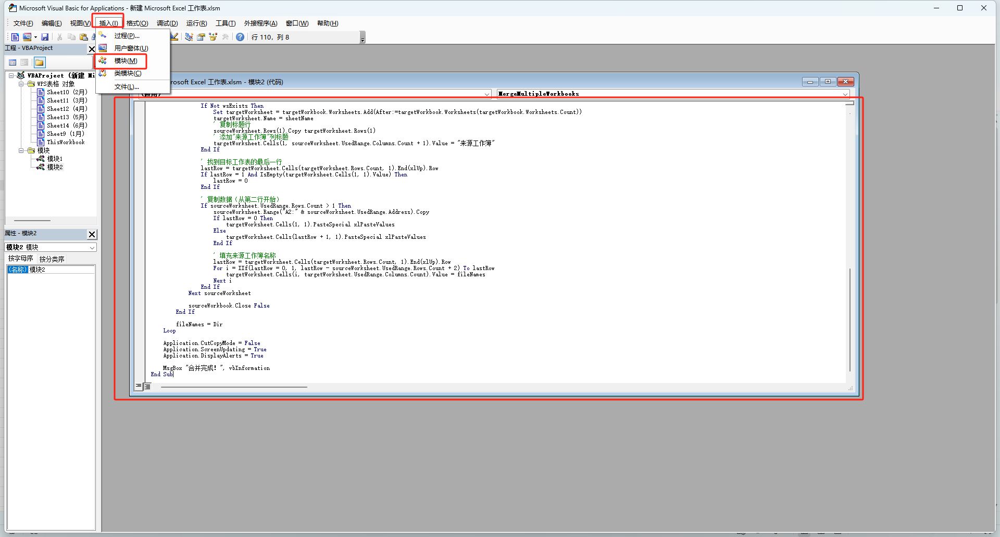 Microsoft Visual Basic for Applications - 新建 Microsoft Excel 工作表.xlsm
文件(F) 编辑(E) 视图(V) 插入(I) 格式(O) 调试(D) 运行(R) 工具(T) 外接程序(A) 窗口(W) 帮助(H)
行 110，列 8
过程(P)...
用户窗体(U)
模块(M)
类模块(C)
文件(L)...
工程 - VBAProject
VBAProject (新建 Mi
WPS表格 对象
Sheet10 (2月)
Sheet11 (3月)
Sheet12 (4月)
Sheet13 (5月)
Sheet14 (6月)
Sheet9 (1月)
ThisWorkbook
模块
模块1
模块2
属性 - 模块2
模块2 模块
按字母序 按分类序
(名称) 模块2
rosoft Excel 工作表.xlsm - 模块2 (代码)
MergeMultipleWorkbooks
If Not wsExists Then
Set targetWorksheet = targetWorkbook.Worksheets.Add(After:=targetWorkbook.Worksheets(targetWorkbook.Worksheets.Count))
targetWorksheet.Name = sheetName
' 复制标题行
sourceWorksheet.Rows(1).Copy targetWorksheet.Rows(1)
' 添加"来源工作簿"列标题
targetWorksheet.Cells(1, sourceWorksheet.UsedRange.Columns.Count + 1).Value = "来源工作簿"
End If
' 找到目标工作表的最后一行
lastRow = targetWorksheet.Cells(targetWorksheet.Rows.Count, 1).End(xlUp).Row
If lastRow = 1 And IsEmpty(targetWorksheet.Cells(1, 1).Value) Then
lastRow = 0
End If
' 复制数据（从第二行开始）
If sourceWorksheet.UsedRange.Rows.Count > 1 Then
sourceWorksheet.Range("A2:" & sourceWorksheet.UsedRange.Address).Copy
If lastRow = 0 Then
targetWorksheet.Cells(1, 1).PasteSpecial xlPasteValues
Else
targetWorksheet.Cells(lastRow + 1, 1).PasteSpecial xlPasteValues
End If
' 填充来源工作簿名称
lastRow = targetWorksheet.Cells(targetWorksheet.Rows.Count, 1).End(xlUp).Row
For i = IIf(lastRow = 0, 1, lastRow - sourceWorksheet.UsedRange.Rows.Count + 2) To lastRow
targetWorksheet.Cells(i, targetWorksheet.UsedRange.Columns.Count).Value = fileNames
Next i
End If
Next sourceWorksheet
sourceWorkbook.Close False
End If
fileNames = Dir
Loop
Application.CutCopyMode = False
Application.ScreenUpdating = True
Application.DisplayAlerts = True
MsgBox "合并完成！", vbInformation
End Sub